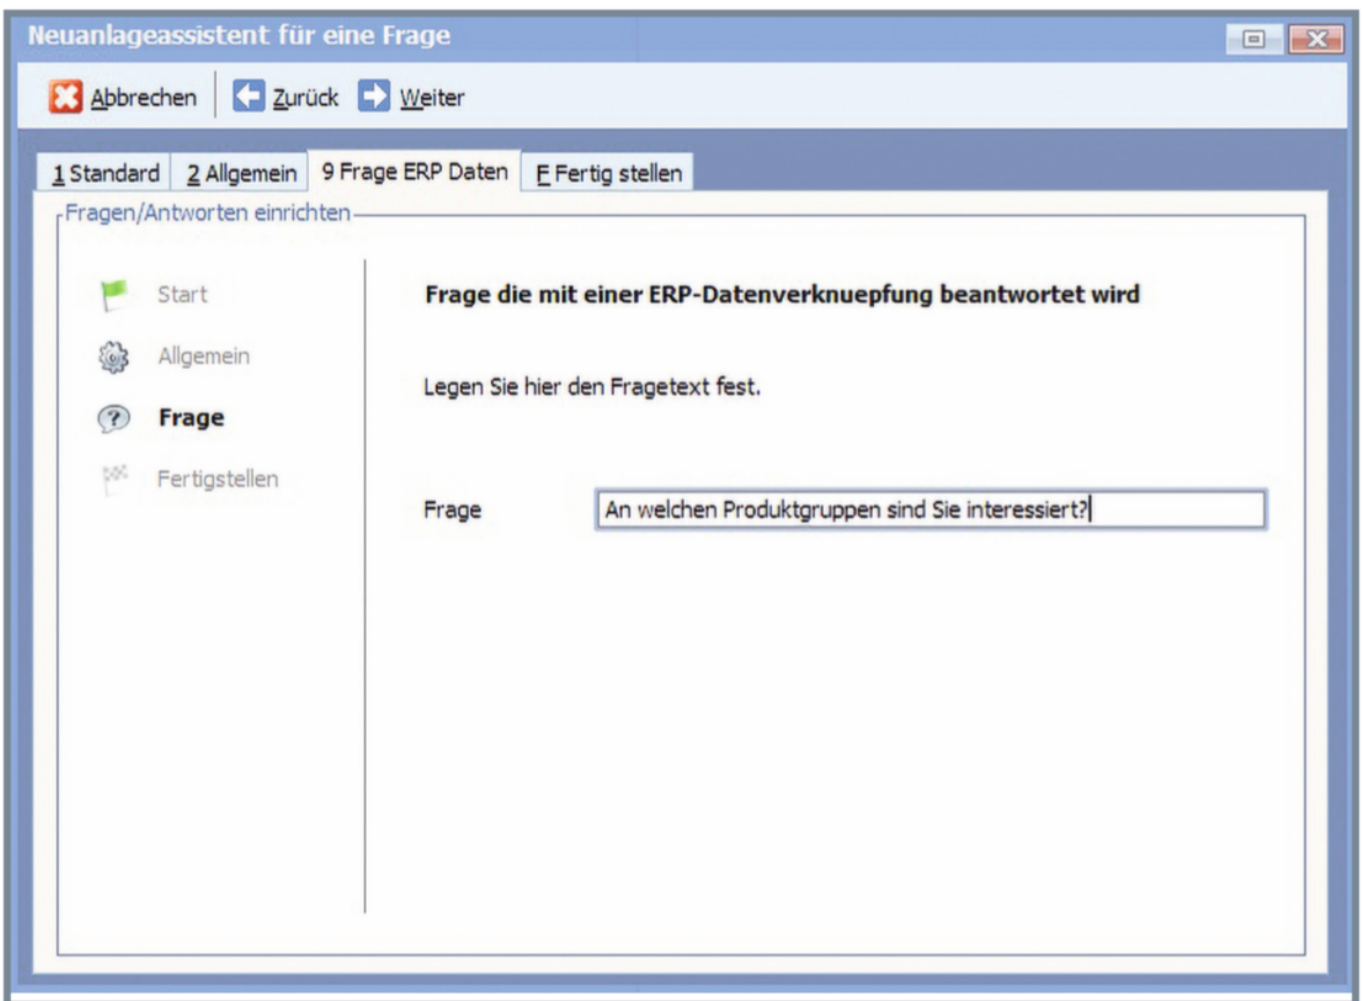 Neuanlageassistent für eine Frage
Abbrechen Zurück Weiter
1 Standard 2 Allgemein 9 Frage ERP Daten F Fertig stellen
Fragen/Antworten einrichten
Start
Allgemein
Frage
Fertigstellen
Frage die mit einer ERP-Datenverknuepfung beantwortet wird
Legen Sie hier den Fragetext fest.
Frage An welchen Produktgruppen sind Sie interessiert?